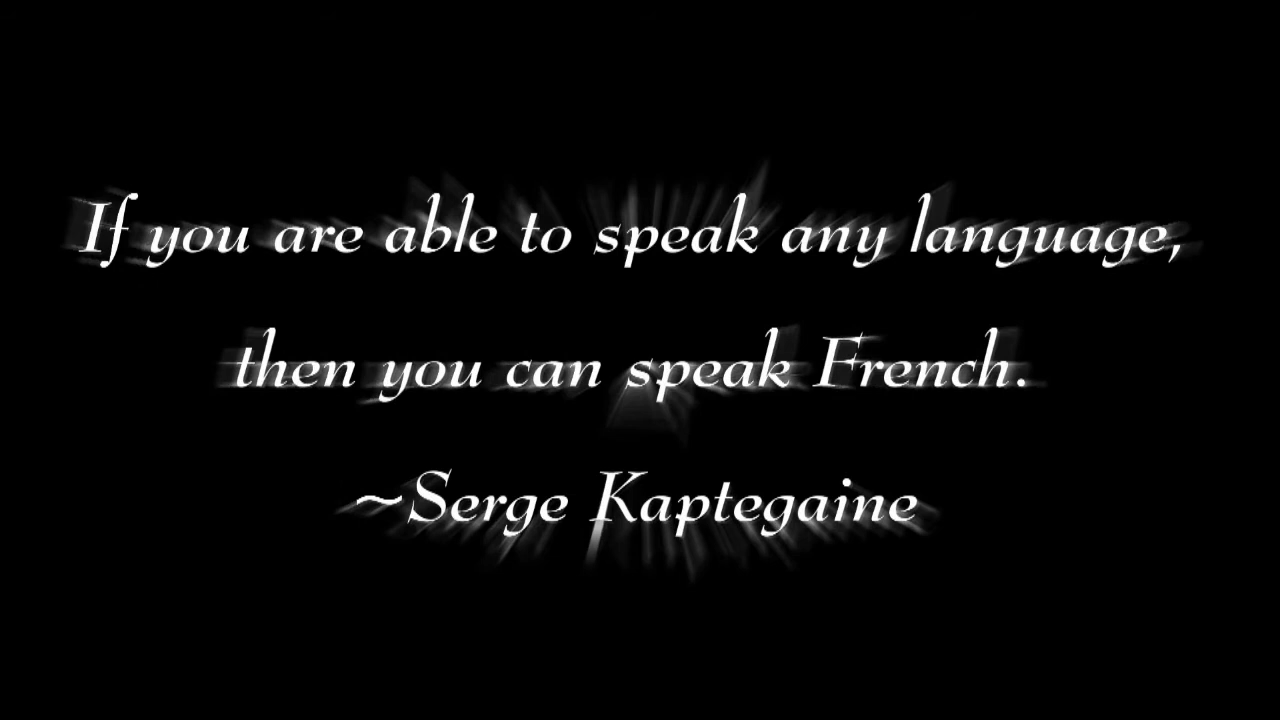 If you are able to speak any language,
then you can speak French.
~Serge Kaptegaine